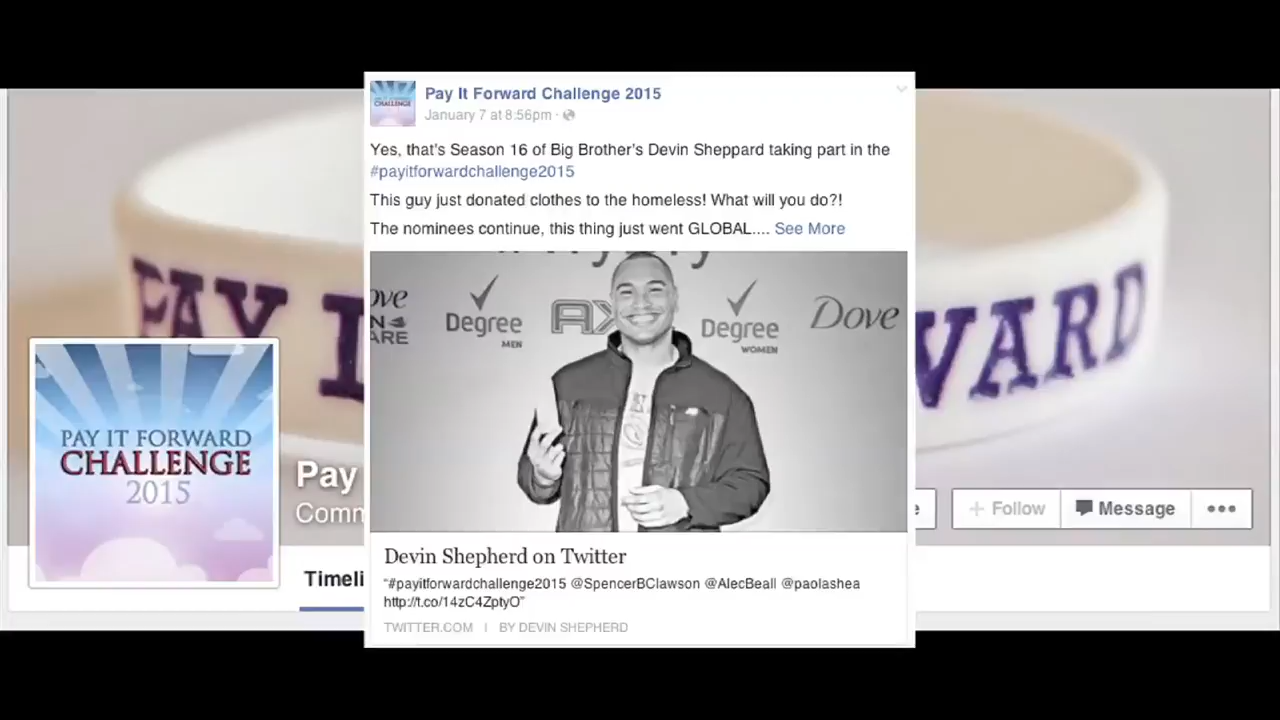 Pay It Forward Challenge 2015
January 7 at 8:56pm
Yes, that's Season 16 of Big Brother's Devin Sheppard taking part in the
#payitforwardchallenge2015
This guy just donated clothes to the homeless! What will you do?!
The nominees continue, this thing just went GLOBAL.... See More
Degree
MEN
AX
Degree
WOMEN
Dove
Devin Shepherd on Twitter
"#payitforwardchallenge2015 @SpencerBClawson @AlecBeall @paolashea
http://t.co/14zC4ZptyO"
TWITTER.COM | BY DEVIN SHEPHERD
PAY I
VARD
PAY IT FORWARD
CHALLENGE
2015
Pay
Comm
Timeli
+ Follow
Message